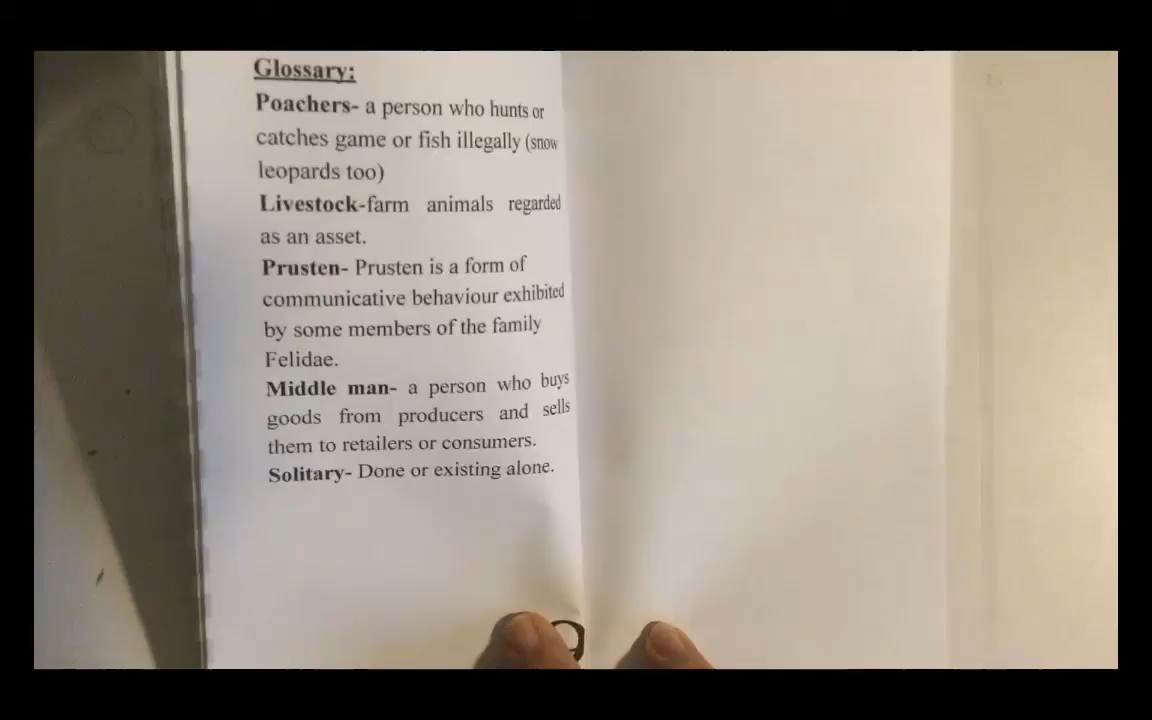 Glossary:
Poachers- a person who hunts or
catches game or fish illegally (snow
leopards too)
Livestock-farm animals regarded
as an asset.
Prusten- Prusten is a form of
communicative behaviour exhibited
by some members of the family
Felidae.
Middle man- a person who buys
goods from producers and sells
them to retailers or consumers.
Solitary- Done or existing alone.